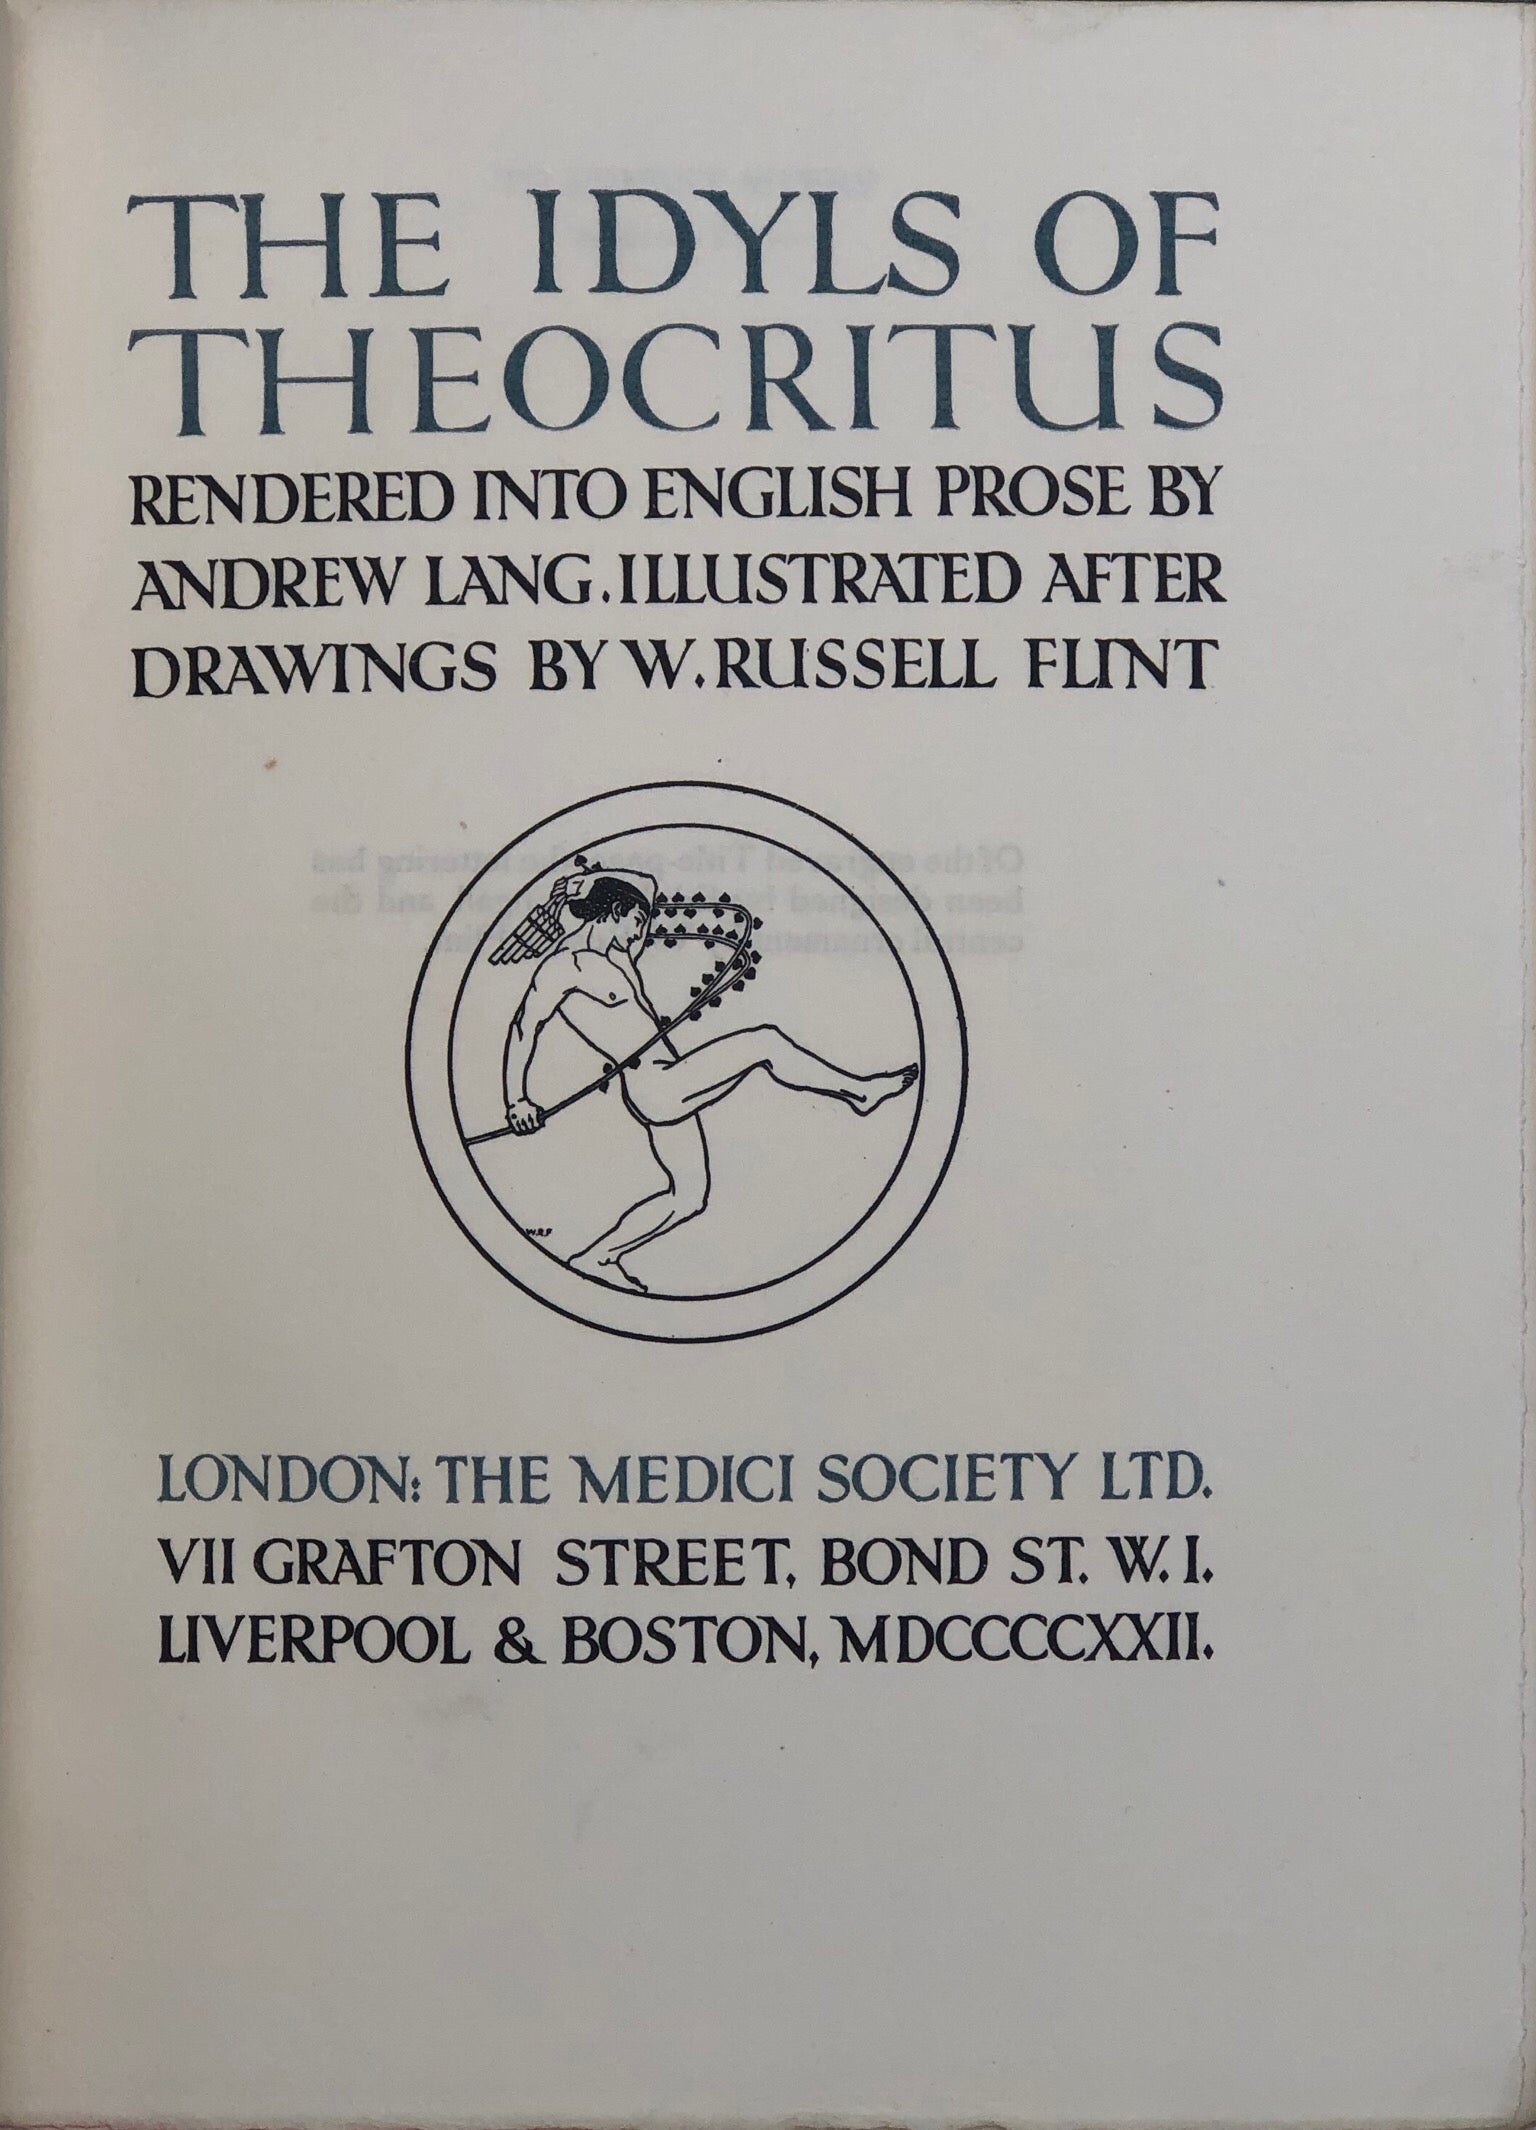 THE IDYLS OF
THEOCRITUS
RENDERED INTO ENGLISH PROSE BY
ANDREW LANG. ILLUSTRATED AFTER
DRAWINGS BY W. RUSSELL FLINT
W.R.F
LONDON: THE MEDICI SOCIETY LTD.
VII GRAFTON STREET, BOND ST. W. I.
LIVERPOOL & BOSTON, MDCCCCXXII.